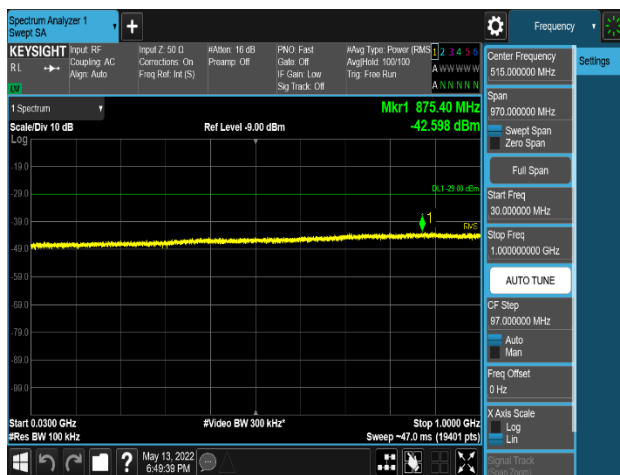 Spectrum Analyzer 1
Swept SA
Frequency
KEYSIGHT
RL
Input: RF
Coupling: AC
Align: Auto
Input Z: 50 Ω
Corrections: On
Freq Ref: Int (S)
#Atten: 16 dB
Preamp: Off
PNO: Fast
Gate: Off
IF Gain: Low
Sig Track: Off
#Avg Type: Power (RMS
Avg|Hold: 100/100
Trig: Free Run
1 2 3 4 5 6
A W W W W W
A N N N N N
1 Spectrum
Scale/Div 10 dB
Log
Ref Level -9.00 dBm
Mkr1 875.40 MHz
-42.598 dBm
-19.0
-29.0
-39.0
-49.0
-59.0
-69.0
-79.0
-89.0
-99.0
DL1 -29.00 dBm
1
RMS
Start 0.0300 GHz
#Res BW 100 kHz
#Video BW 300 kHz*
Stop 1.0000 GHz
Sweep ~47.0 ms (19401 pts)
Center Frequency
515.000000 MHz
Settings
Span
970.000000 MHz
Swept Span
Zero Span
Full Span
Start Freq
30.000000 MHz
Stop Freq
1.000000000 GHz
AUTO TUNE
CF Step
97.000000 MHz
Auto
Man
Freq Offset
0 Hz
X Axis Scale
Log
Lin
Signal Track
(Span Zoom)
?
May 13, 2022
6:49:39 PM